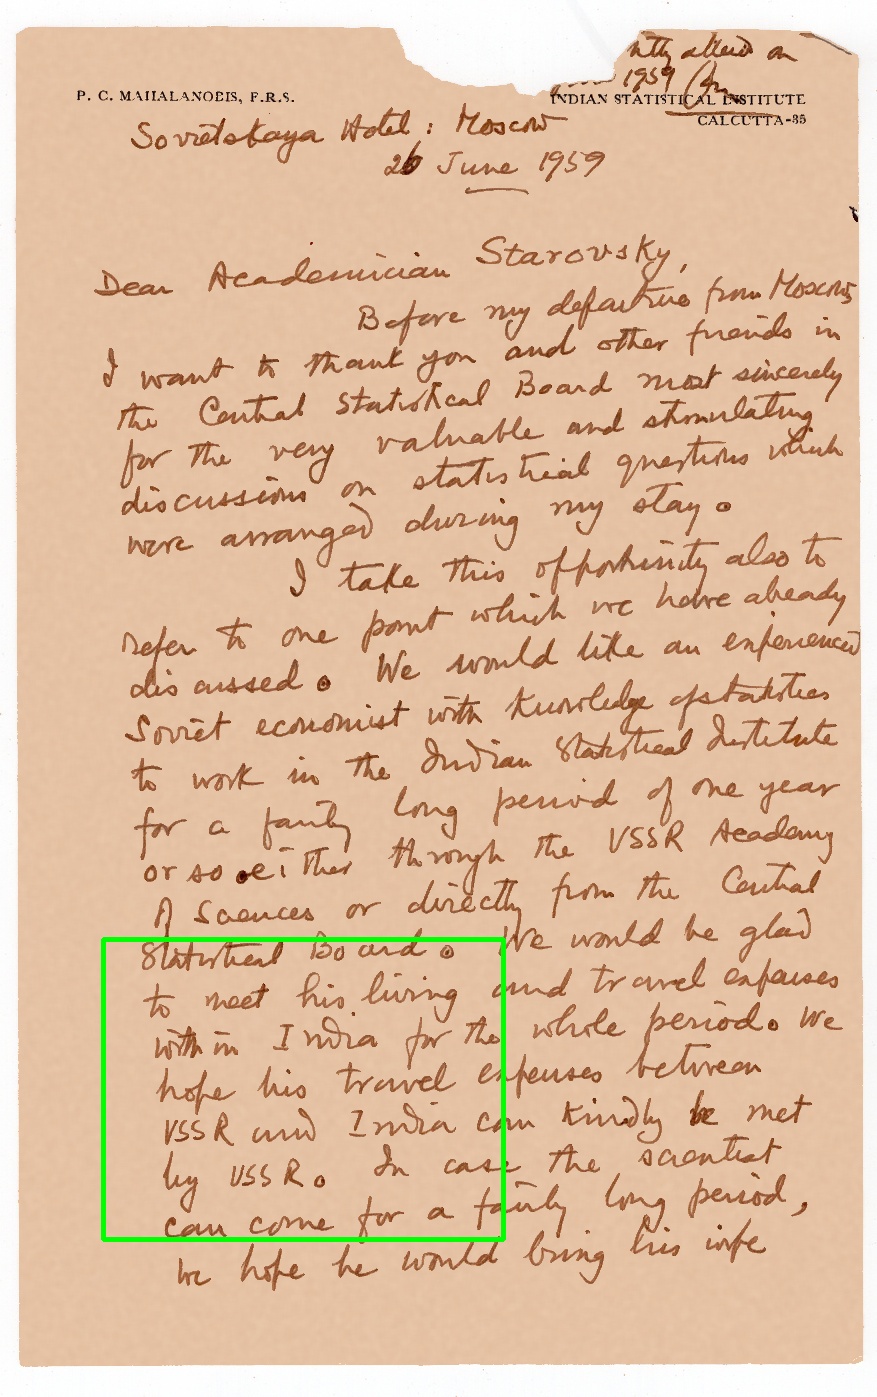 ntly allud on
1959
P. C. MAHALANOBIS, F.R.S.
INDIAN STATISTICAL INSTITUTE
CALCUTTA-35
Sovietskaya Hotel : Moscow
26 June 1959
Dear Academician Starovsky,
Before my departure from Moscow,
I want to thank you and other friends in
the Central Statistical Board most sincerely
for the very valuable and stimulating
discussions on statistical questions which
were arranged during my stay.
I take this opportunity also to
refer to one point which we have already
discussed. We would like an experienced
Soviet economist with knowledge of statistics
to work in the Indian Statistical Institute
for a fairly long period of one year
or so either through the USSR Academy
of Sciences or directly from the Central
Statistical Board. We would be glad
to meet his living and travel expenses
within India for the whole period. We
hope his travel expenses between
USSR and India can kindly be met
by USSR. In case the scientist
can come for a fairly long period,
we hope he would bring his wife